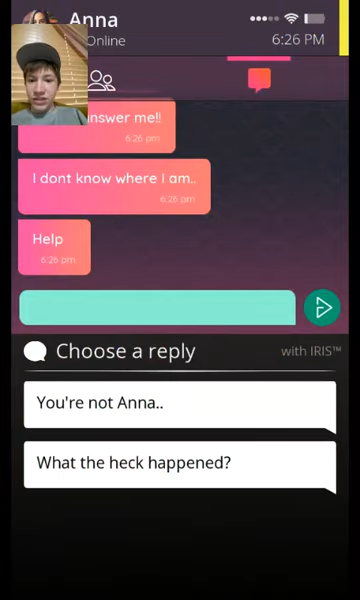 Anna
Online
6:26 PM
answer me!!
6:26 pm
I dont know where I am..
6:26 pm
Help
6:26 pm
Choose a reply
with IRIS™
You're not Anna..
What the heck happened?